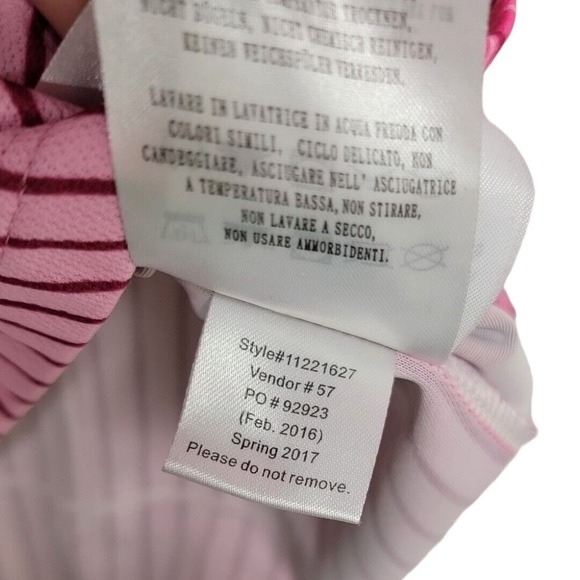 TROCKNEN,
NICHT BÜGELN, NICHT CHEMISCH REINIGEN,
KEINEN WEICHSPÜLER VERWENDEN.
LAVARE IN LAVATRICE IN ACQUA FREDDA CON
COLORI SIMILI, CICLO DELICATO, NON
CANDEGGIARE, ASCIUGARE NELL' ASCIUGATRICE
A TEMPERATURA BASSA, NON STIRARE,
NON LAVARE A SECCO,
NON USARE AMMORBIDENTI.
Style#11221627
Vendor # 57
PO # 92923
(Feb. 2016)
Spring 2017
Please do not remove.